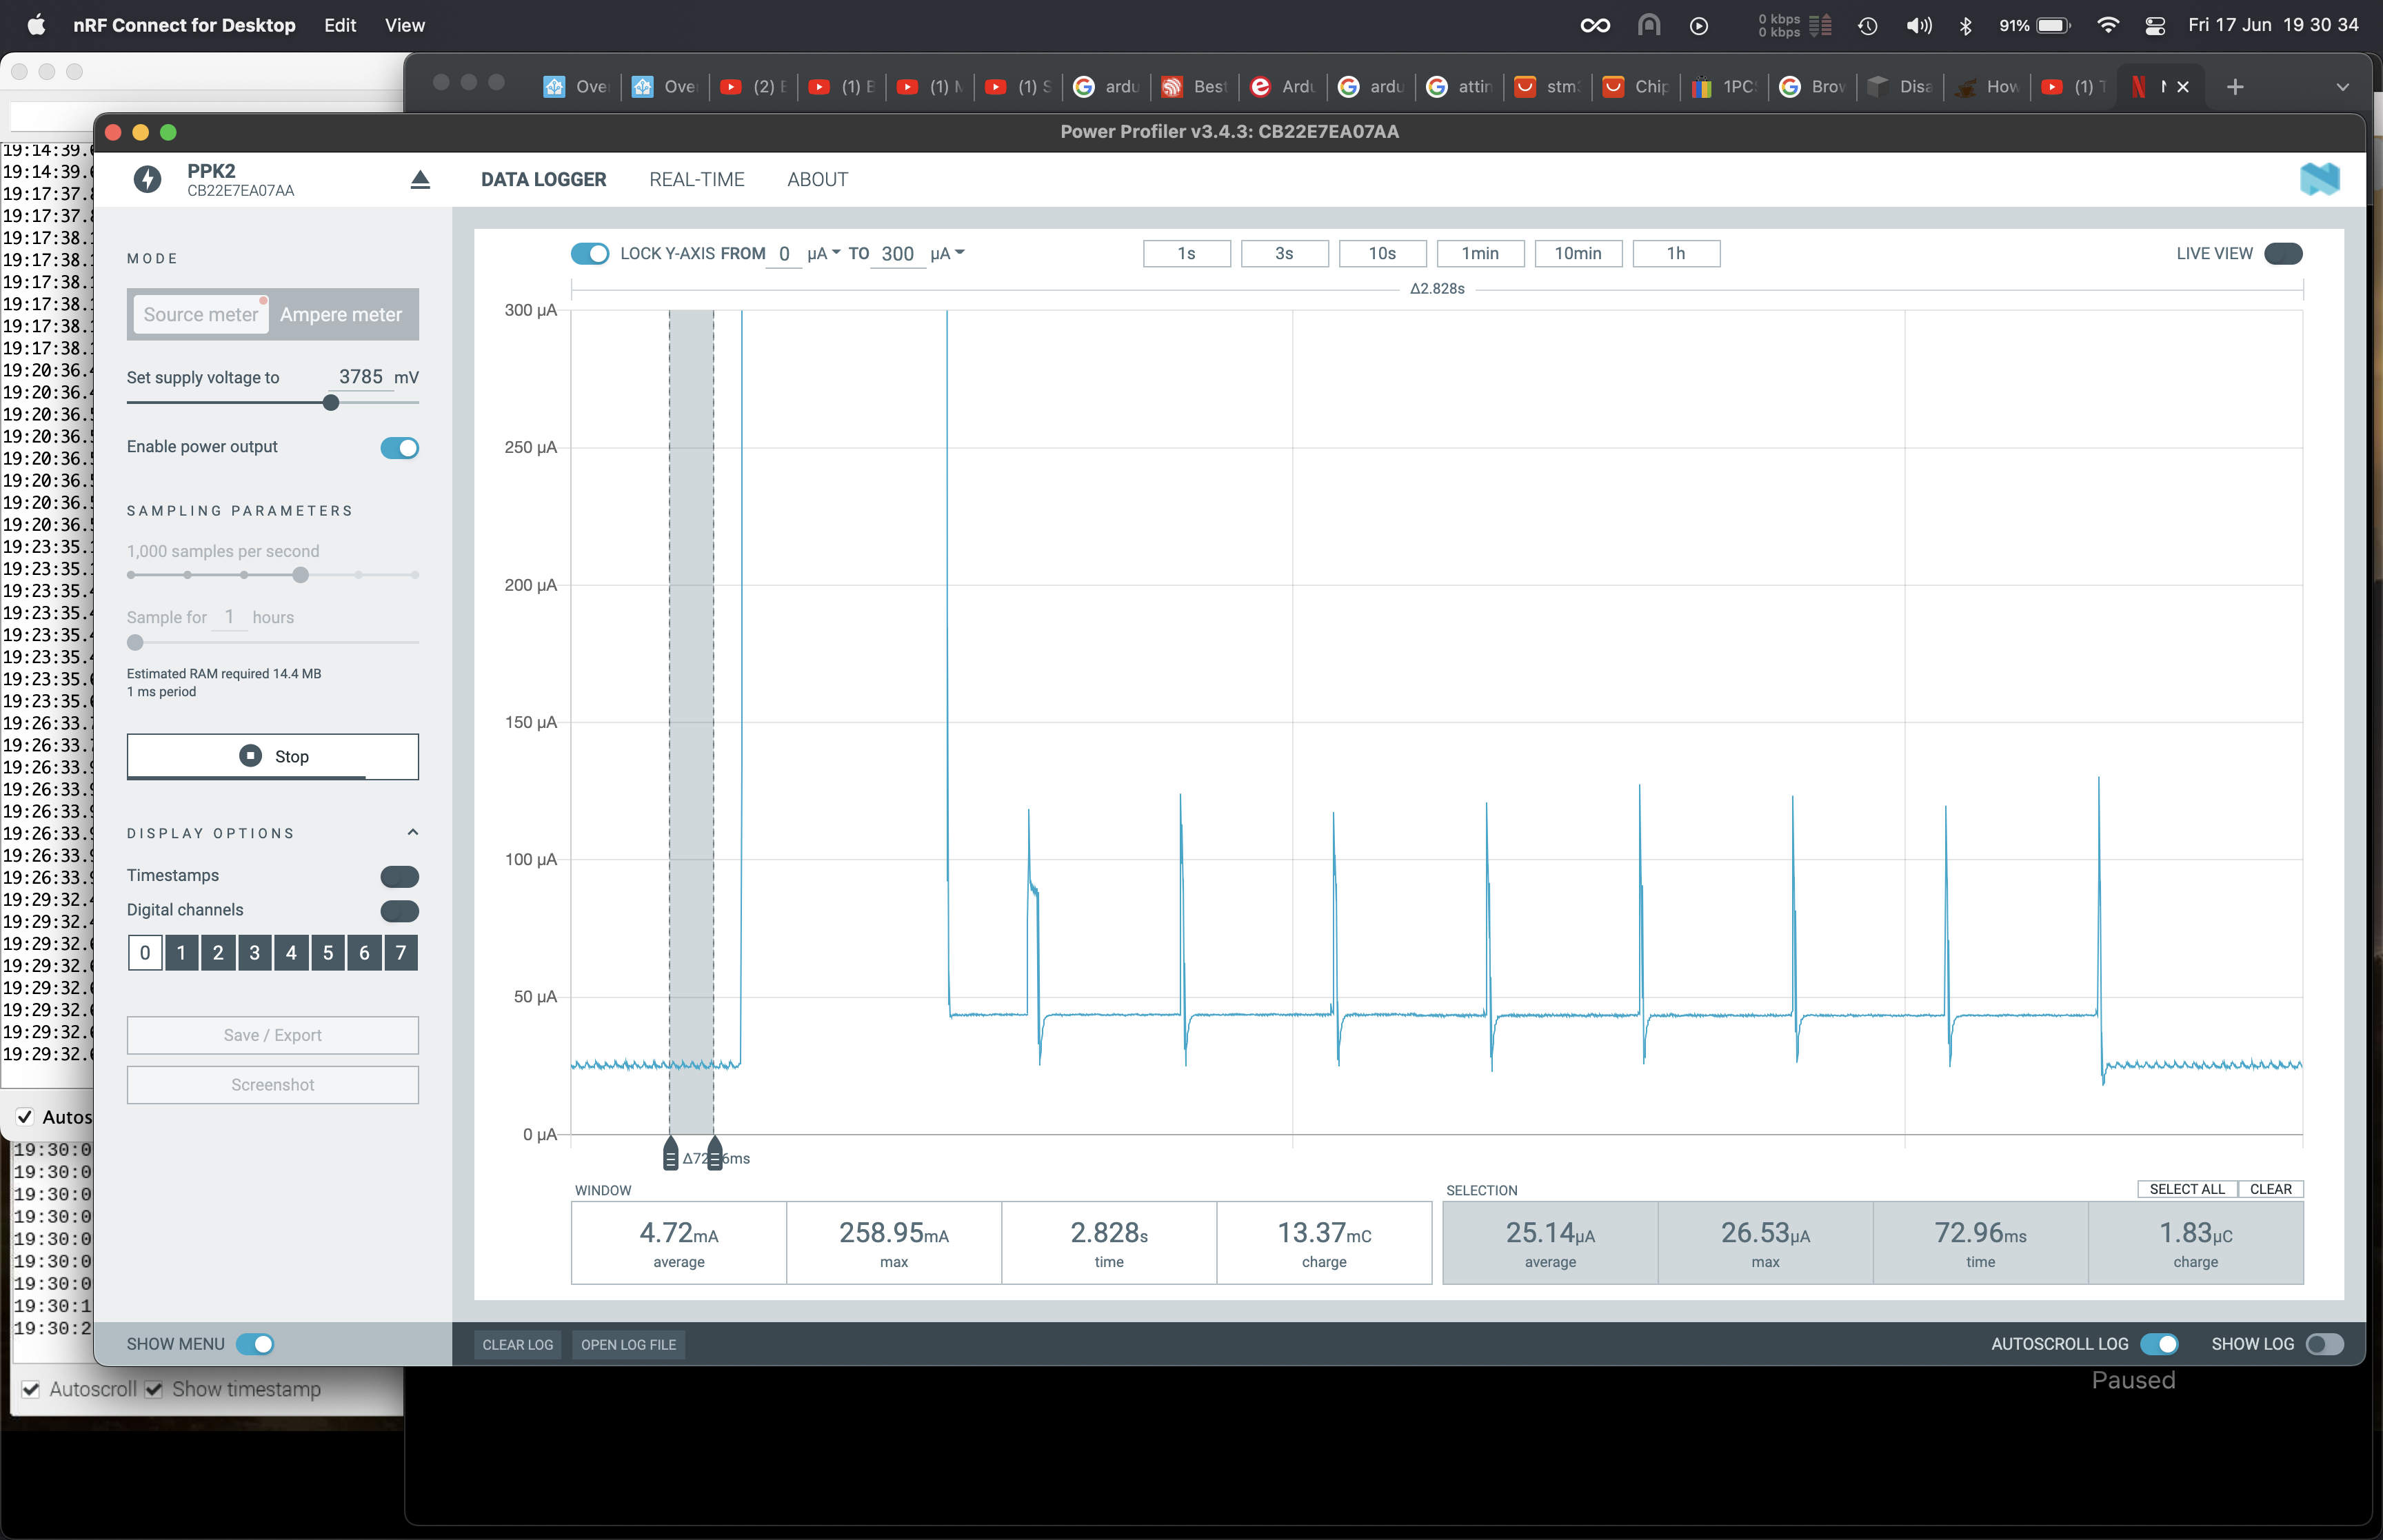 nRF Connect for Desktop Edit View
0 kbps
0 kbps
91%
Fri 17 Jun 19 30 34
Over
Over
(2)
(1)
(1)
(1)
ardu
Best
Ardu
ardu
attin
stm
Chip
1PC
Brow
Disa
How
(1)
Power Profiler v3.4.3: CB22E7EA07AA
PPK2
CB22E7EA07AA
DATA LOGGER REAL-TIME ABOUT
MODE
Source meter Ampere meter
Set supply voltage to 3785 mV
Enable power output
SAMPLING PARAMETERS
1,000 samples per second
Sample for 1 hours
Estimated RAM required 14.4 MB
1 ms period
Stop
DISPLAY OPTIONS
Timestamps
Digital channels
0 1 2 3 4 5 6 7
Save / Export
Screenshot
SHOW MENU
LOCK Y-AXIS FROM 0 µA TO 300 µA
1s 3s 10s 1min 10min 1h
LIVE VIEW
Δ2.828s
300 µA
250 µA
200 µA
150 µA
100 µA
50 µA
0 µA
WINDOW
4.72mA
average
258.95mA
max
2.828s
time
13.37mC
charge
SELECTION
SELECT ALL CLEAR
25.14µA
average
26.53µA
max
72.96ms
time
1.83µC
charge
CLEAR LOG OPEN LOG FILE
AUTOSCROLL LOG SHOW LOG
Paused
19:14:39.
19:14:39.
19:17:37.
19:17:37.
19:17:38.
19:17:38.
19:17:38.
19:17:38.
19:17:38.
19:17:38.
19:20:36.
19:20:36.
19:20:36.
19:20:36.
19:20:36.
19:20:36.
19:20:36.
19:20:36.
19:23:35.
19:23:35.
19:23:35.
19:23:35.
19:23:35.
19:23:35.
19:23:35.
19:23:35.
19:26:33.
19:26:33.
19:26:33.
19:26:33.
19:26:33.
19:26:33.
19:26:33.
19:26:33.
19:29:32.
19:29:32.
19:29:32.
19:29:32.
19:29:32.
19:29:32.
19:29:32.
19:29:32.
Autos
19:30:0
19:30:0
19:30:0
19:30:0
19:30:0
19:30:0
19:30:0
19:30:1
19:30:2
Autoscroll Show timestamp